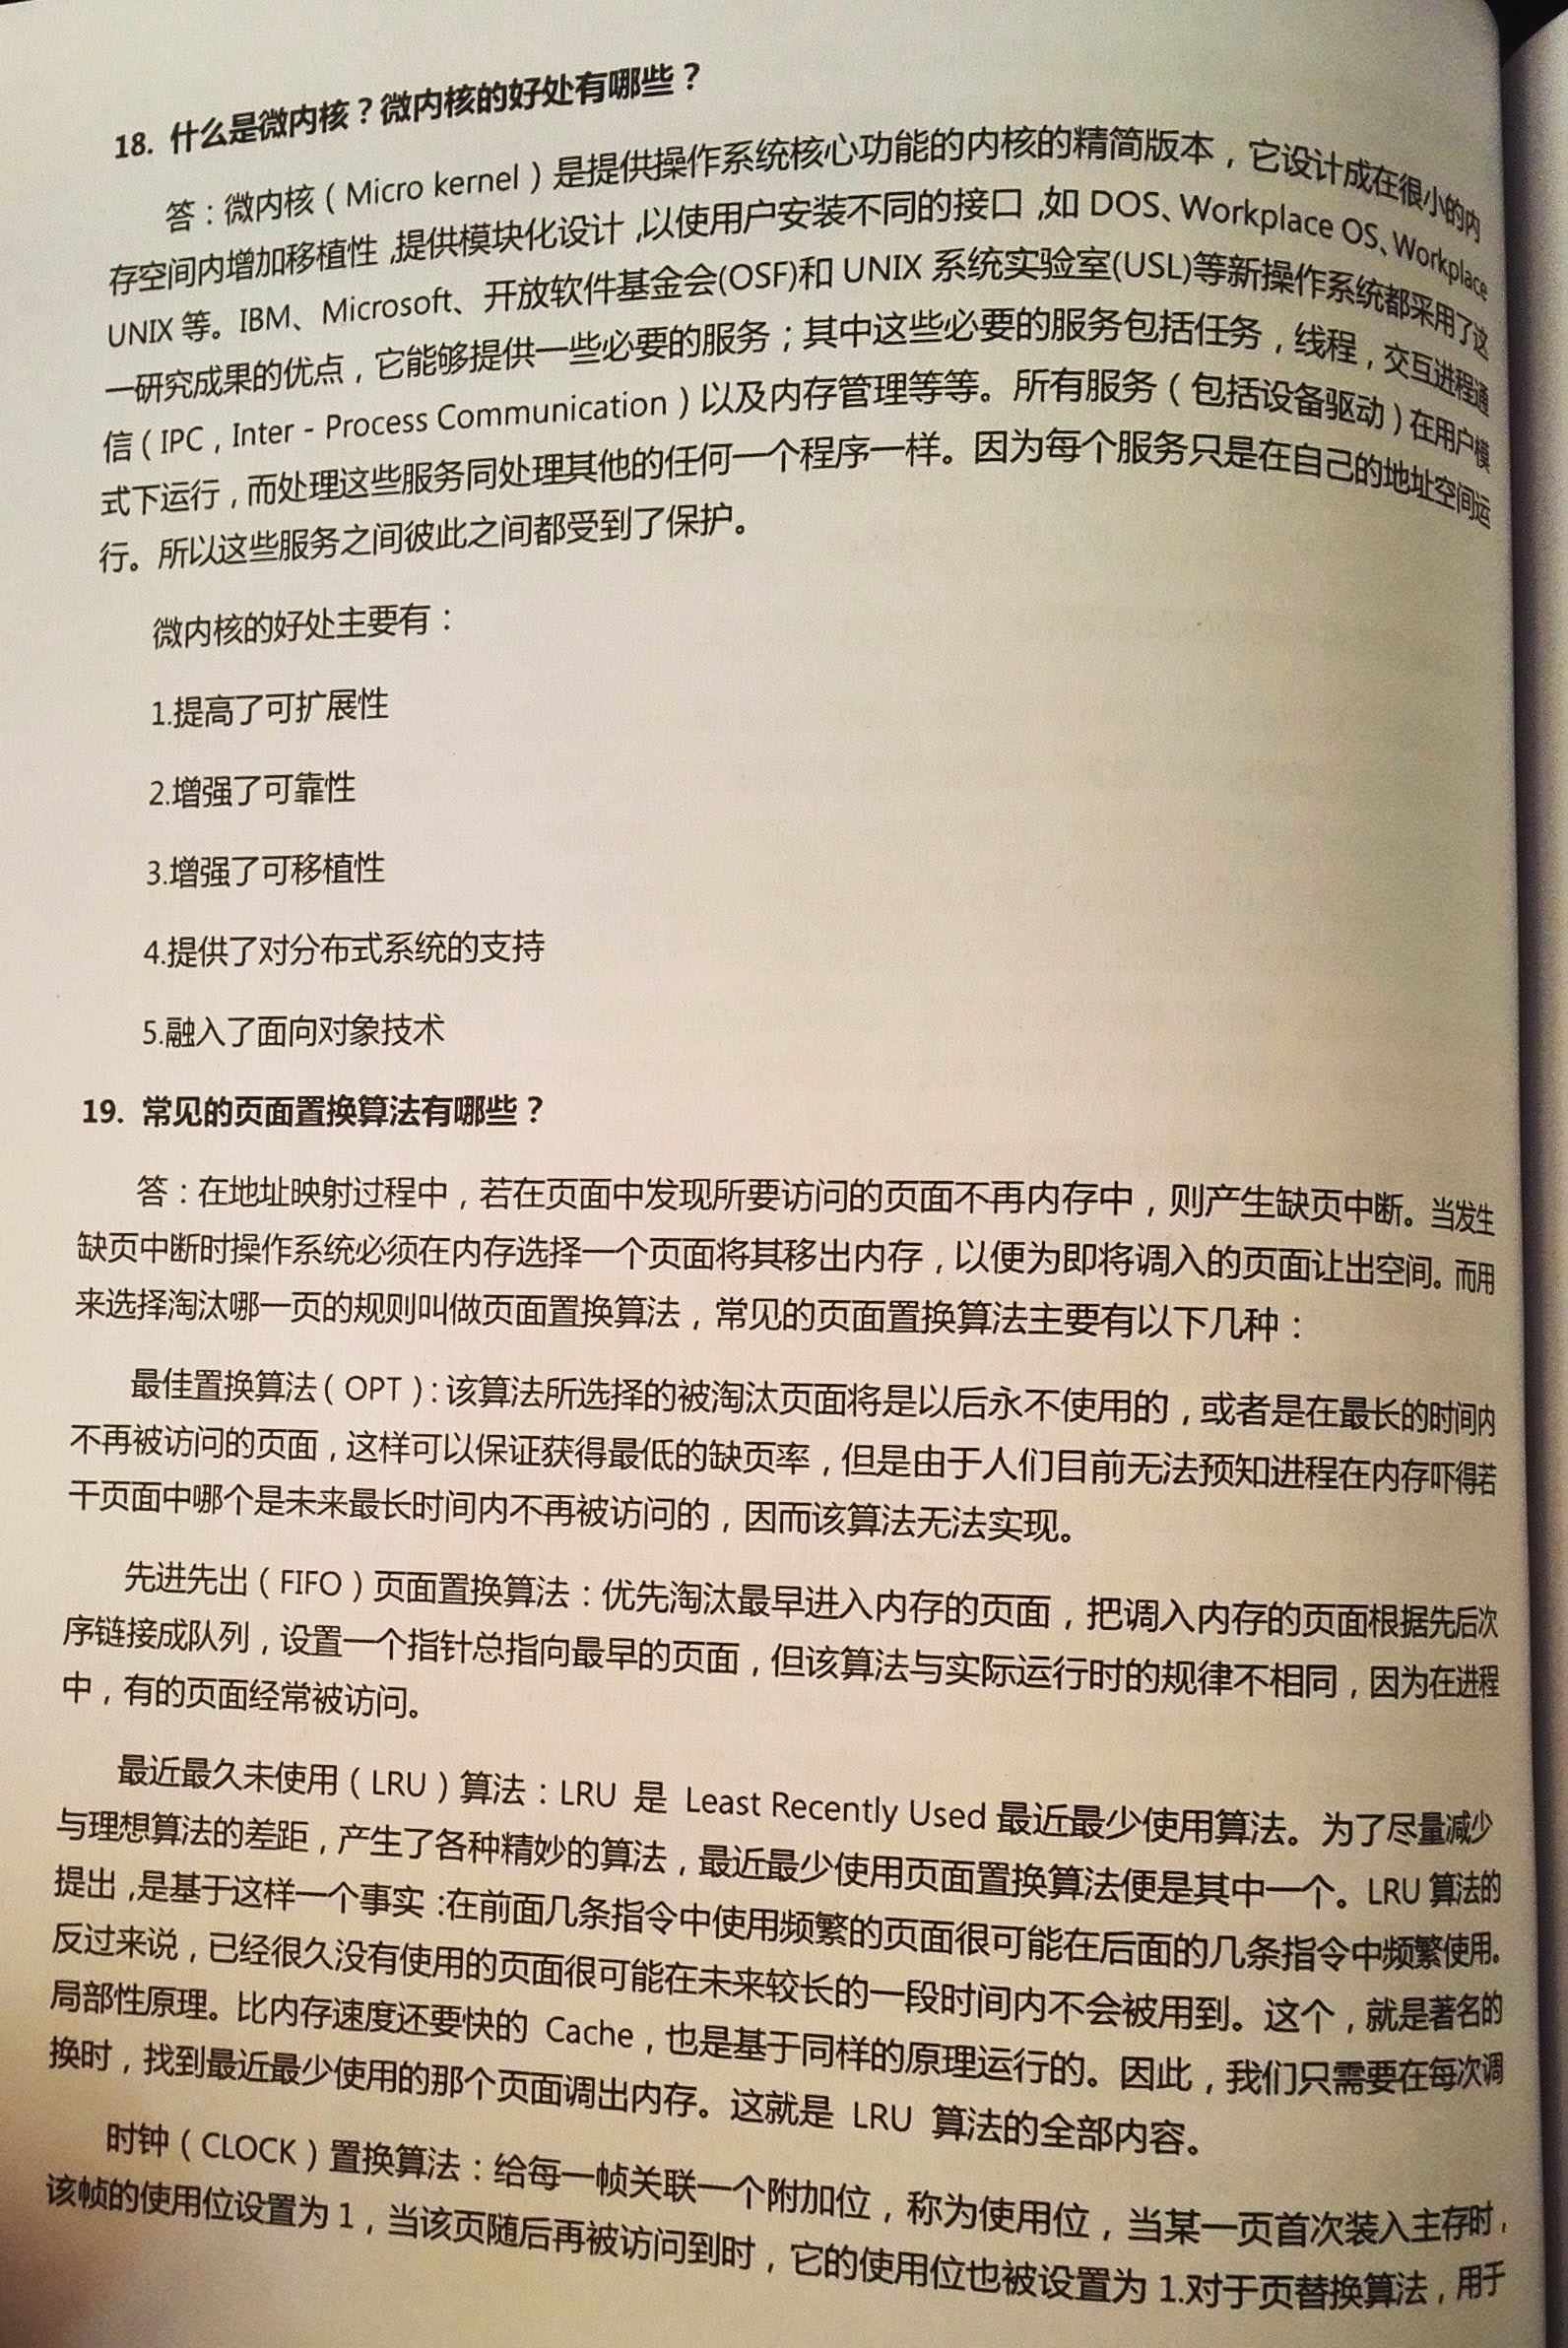 18. 什么是微内核？微内核的好处有哪些？
答：微内核（Micro kernel）是提供操作系统核心功能的内核的精简版本，它设计成在很小的内
存空间内增加移植性,提供模块化设计,以使用户安装不同的接口,如 DOS、Workplace OS、Workplace
UNIX 等。IBM、Microsoft、开放软件基金会(OSF)和 UNIX 系统实验室(USL)等新操作系统都采用了这
一研究成果的优点，它能够提供一些必要的服务；其中这些必要的服务包括任务，线程，交互进程通
信（IPC，Inter - Process Communication）以及内存管理等等。所有服务（包括设备驱动）在用户模
式下运行，而处理这些服务同处理其他的任何一个程序一样。因为每个服务只是在自己的地址空间运
行。所以这些服务之间彼此之间都受到了保护。
微内核的好处主要有：
1.提高了可扩展性
2.增强了可靠性
3.增强了可移植性
4.提供了对分布式系统的支持
5.融入了面向对象技术
19. 常见的页面置换算法有哪些？
答：在地址映射过程中，若在页面中发现所要访问的页面不再内存中，则产生缺页中断。当发生
缺页中断时操作系统必须在内存选择一个页面将其移出内存，以便为即将调入的页面让出空间。而用
来选择淘汰哪一页的规则叫做页面置换算法，常见的页面置换算法主要有以下几种：
最佳置换算法（OPT）：该算法所选择的被淘汰页面将是以后永不使用的，或者是在最长的时间内
不再被访问的页面，这样可以保证获得最低的缺页率，但是由于人们目前无法预知进程在内存吓得若
干页面中哪个是未来最长时间内不再被访问的，因而该算法无法实现。
先进先出（FIFO）页面置换算法：优先淘汰最早进入内存的页面，把调入内存的页面根据先后次
序链接成队列，设置一个指针总指向最早的页面，但该算法与实际运行时的规律不相同，因为在进程
中，有的页面经常被访问。
最近最久未使用（LRU）算法：LRU 是 Least Recently Used 最近最少使用算法。为了尽量减少
与理想算法的差距，产生了各种精妙的算法，最近最少使用页面置换算法便是其中一个。LRU 算法的
提出,是基于这样一个事实:在前面几条指令中使用频繁的页面很可能在后面的几条指令中频繁使用。
反过来说，已经很久没有使用的页面很可能在未来较长的一段时间内不会被用到。这个，就是著名的
局部性原理。比内存速度还要快的 Cache，也是基于同样的原理运行的。因此，我们只需要在每次调
换时，找到最近最少使用的那个页面调出内存。这就是 LRU 算法的全部内容。
时钟（CLOCK）置换算法：给每一帧关联一个附加位，称为使用位，当某一页首次装入主存时，
该帧的使用位设置为 1，当该页随后再被访问到时，它的使用位也被设置为 1.对于页替换算法，用于